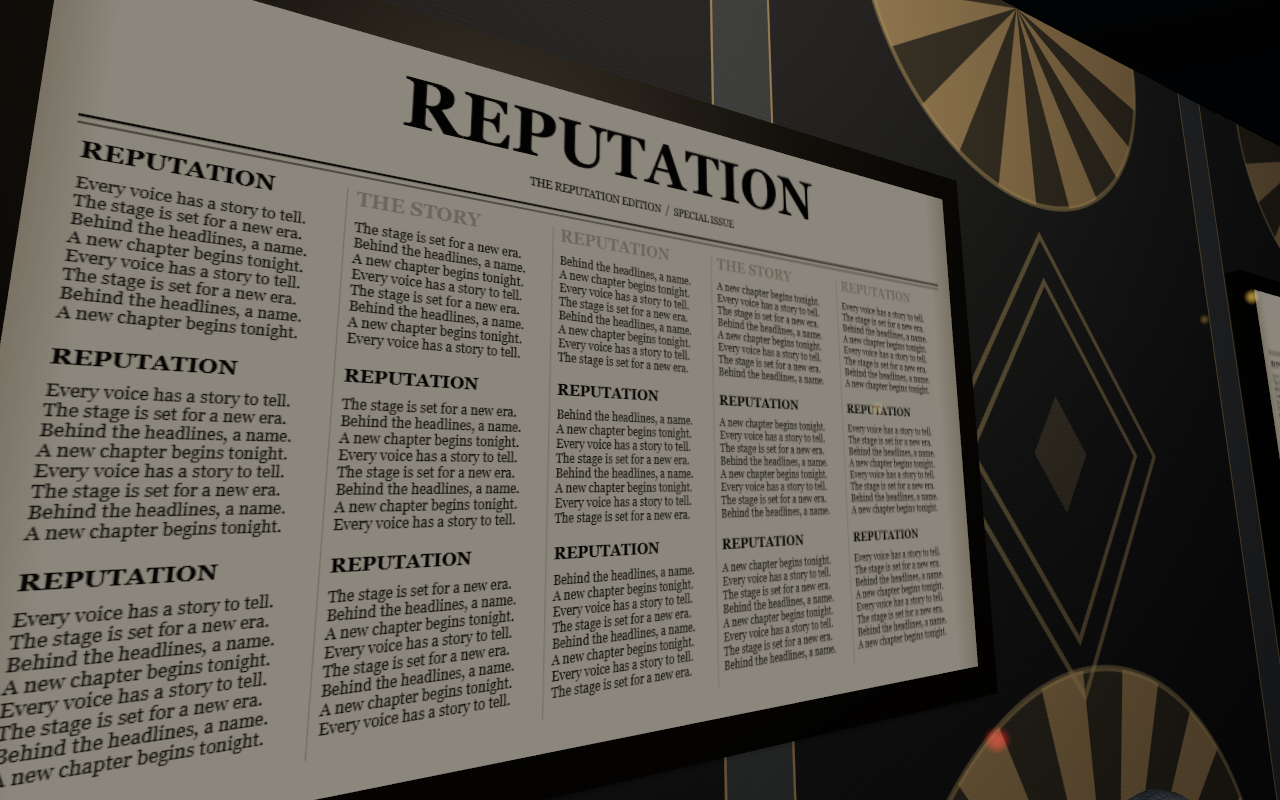 REPUTATION
THE REPUTATION EDITION / SPECIAL ISSUE
REPUTATION
Every voice has a story to tell.
The stage is set for a new era.
Behind the headlines, a name.
A new chapter begins tonight.
Every voice has a story to tell.
The stage is set for a new era.
Behind the headlines, a name.
A new chapter begins tonight.
REPUTATION
Every voice has a story to tell.
The stage is set for a new era.
Behind the headlines, a name.
A new chapter begins tonight.
Every voice has a story to tell.
The stage is set for a new era.
Behind the headlines, a name.
A new chapter begins tonight.
REPUTATION
Every voice has a story to tell.
The stage is set for a new era.
Behind the headlines, a name.
A new chapter begins tonight.
Every voice has a story to tell.
The stage is set for a new era.
Behind the headlines, a name.
A new chapter begins tonight.
THE STORY
The stage is set for a new era.
Behind the headlines, a name.
A new chapter begins tonight.
Every voice has a story to tell.
The stage is set for a new era.
Behind the headlines, a name.
A new chapter begins tonight.
Every voice has a story to tell.
REPUTATION
The stage is set for a new era.
Behind the headlines, a name.
A new chapter begins tonight.
Every voice has a story to tell.
The stage is set for a new era.
Behind the headlines, a name.
A new chapter begins tonight.
Every voice has a story to tell.
REPUTATION
The stage is set for a new era.
Behind the headlines, a name.
A new chapter begins tonight.
Every voice has a story to tell.
The stage is set for a new era.
Behind the headlines, a name.
A new chapter begins tonight.
Every voice has a story to tell.
REPUTATION
Behind the headlines, a name.
A new chapter begins tonight.
Every voice has a story to tell.
The stage is set for a new era.
Behind the headlines, a name.
A new chapter begins tonight.
Every voice has a story to tell.
The stage is set for a new era.
REPUTATION
Behind the headlines, a name.
A new chapter begins tonight.
Every voice has a story to tell.
The stage is set for a new era.
Behind the headlines, a name.
A new chapter begins tonight.
Every voice has a story to tell.
The stage is set for a new era.
REPUTATION
Behind the headlines, a name.
A new chapter begins tonight.
Every voice has a story to tell.
The stage is set for a new era.
Behind the headlines, a name.
A new chapter begins tonight.
Every voice has a story to tell.
The stage is set for a new era.
THE STORY
A new chapter begins tonight.
Every voice has a story to tell.
The stage is set for a new era.
Behind the headlines, a name.
A new chapter begins tonight.
Every voice has a story to tell.
The stage is set for a new era.
Behind the headlines, a name.
REPUTATION
A new chapter begins tonight.
Every voice has a story to tell.
The stage is set for a new era.
Behind the headlines, a name.
A new chapter begins tonight.
Every voice has a story to tell.
The stage is set for a new era.
Behind the headlines, a name.
REPUTATION
A new chapter begins tonight.
Every voice has a story to tell.
The stage is set for a new era.
Behind the headlines, a name.
A new chapter begins tonight.
Every voice has a story to tell.
The stage is set for a new era.
Behind the headlines, a name.
REPUTATION
Every voice has a story to tell.
The stage is set for a new era.
Behind the headlines, a name.
A new chapter begins tonight.
Every voice has a story to tell.
The stage is set for a new era.
Behind the headlines, a name.
A new chapter begins tonight.
REPUTATION
Every voice has a story to tell.
The stage is set for a new era.
Behind the headlines, a name.
A new chapter begins tonight.
Every voice has a story to tell.
The stage is set for a new era.
Behind the headlines, a name.
A new chapter begins tonight.
REPUTATION
Every voice has a story to tell.
The stage is set for a new era.
Behind the headlines, a name.
A new chapter begins tonight.
Every voice has a story to tell.
The stage is set for a new era.
Behind the headlines, a name.
A new chapter begins tonight.